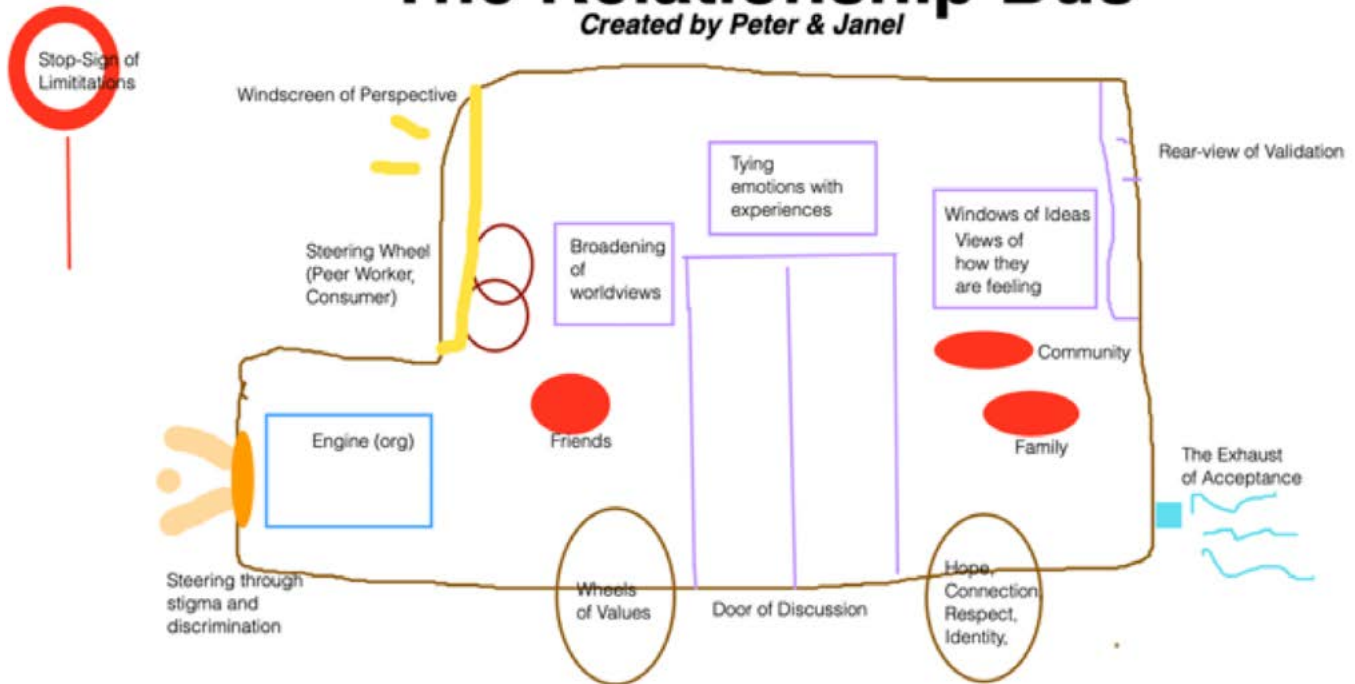 The Relationship Bus
Created by Peter & Janel
Stop-Sign of
Limititations
Windscreen of Perspective
Rear-view of Validation
Tying
emotions with
experiences
Windows of Ideas
Views of
how they
are feeling
Steering Wheel
(Peer Worker,
Consumer)
Broadening
of
worldviews
Community
Engine (org)
Friends
Family
The Exhaust
of Acceptance
Steering through
stigma and
discrimination
Wheels
of Values
Door of Discussion
Hope,
Connection
Respect,
Identity,